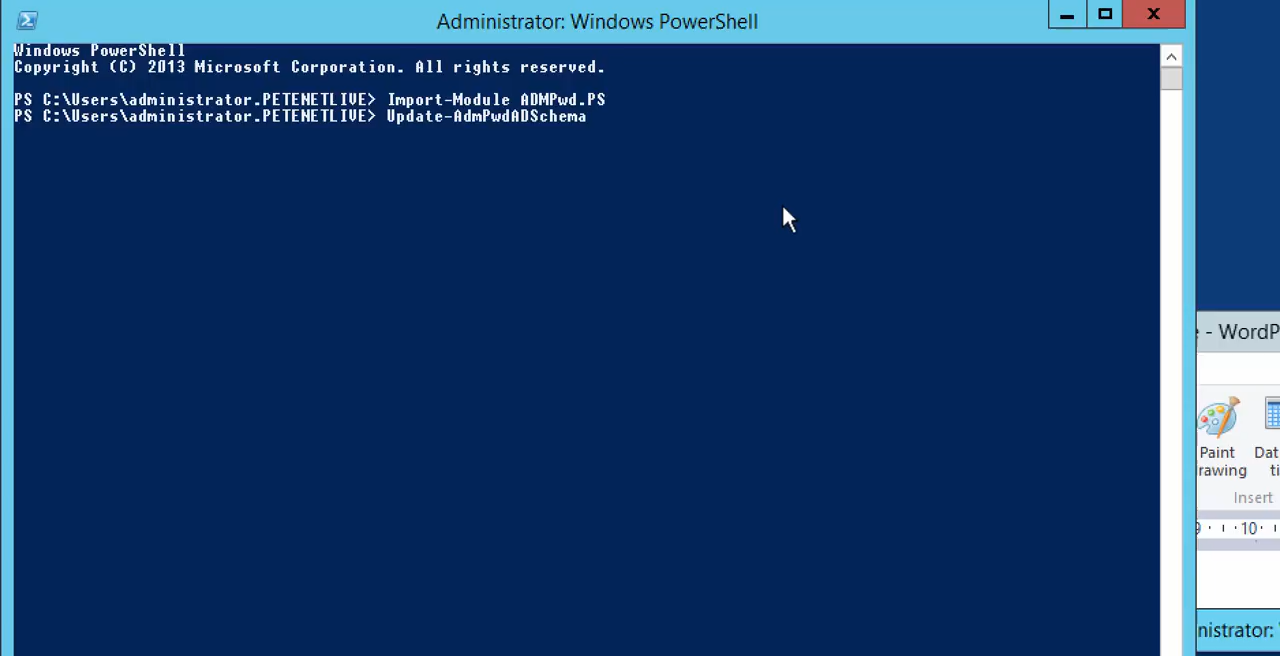 Administrator: Windows PowerShell
Windows PowerShell
Copyright (C) 2013 Microsoft Corporation. All rights reserved.
PS C:\Users\administrator.PETENETLIVE> Import-Module ADMPwd.PS
PS C:\Users\administrator.PETENETLIVE> Update-AdmPwdADSchema
- WordP
Paint Dat
rawing ti
Insert
9 10
nistrator: